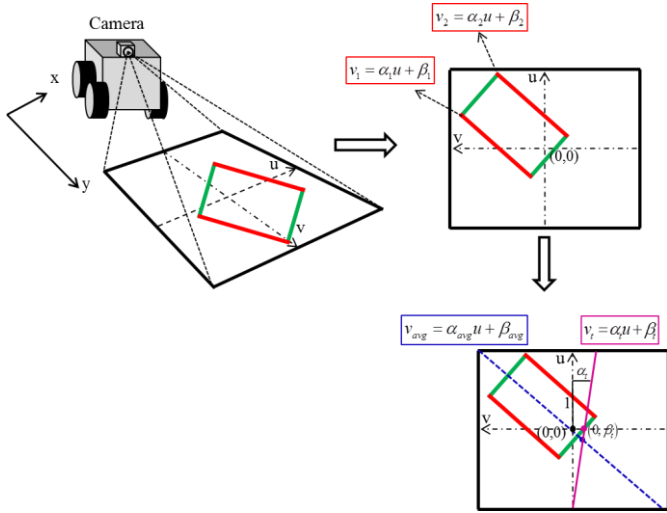 Camera
x
y
u
v
v₂ = α₂u + β₂
v₁ = α₁u + β₁
u
v
(0,0)
v_avg = α_avg u + β_avg
v_t = α_t u + β_t
u
α_t
1
v
(0,0)
(0, β_t)